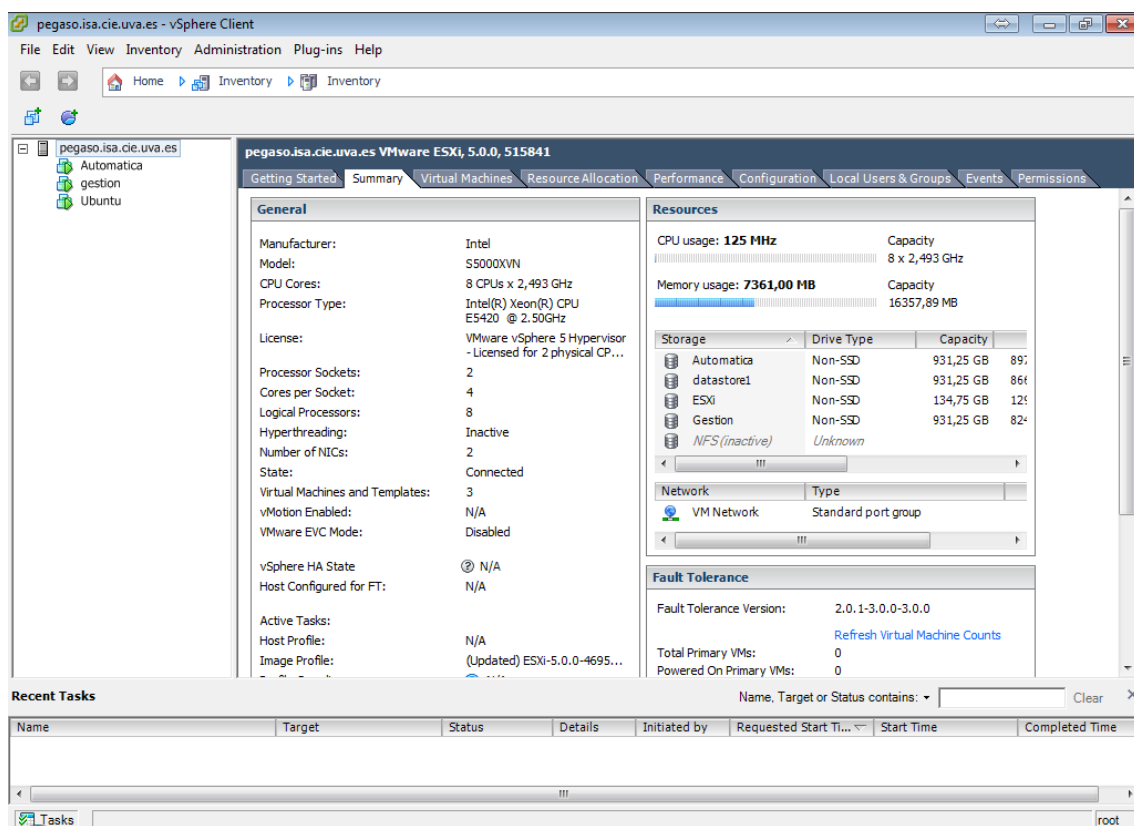 pegaso.isa.cie.uva.es - vSphere Client
File Edit View Inventory Administration Plug-ins Help
Home Inventory Inventory
pegaso.isa.cie.uva.es
Automatica
gestion
Ubuntu
pegaso.isa.cie.uva.es VMware ESXi, 5.0.0, 515841
Getting Started Summary Virtual Machines Resource Allocation Performance Configuration Local Users & Groups Events Permissions
General
Manufacturer: Intel
Model: S5000XVN
CPU Cores: 8 CPUs x 2,493 GHz
Processor Type: Intel(R) Xeon(R) CPU
E5420 @ 2.50GHz
License: VMware vSphere 5 Hypervisor
- Licensed for 2 physical CP...
Processor Sockets: 2
Cores per Socket: 4
Logical Processors: 8
Hyperthreading: Inactive
Number of NICs: 2
State: Connected
Virtual Machines and Templates: 3
vMotion Enabled: N/A
VMware EVC Mode: Disabled
vSphere HA State N/A
Host Configured for FT: N/A
Active Tasks:
Host Profile: N/A
Image Profile: (Updated) ESXi-5.0.0-4695...
Resources
CPU usage: 125 MHz Capacity
8 x 2,493 GHz
Memory usage: 7361,00 MB Capacity
16357,89 MB
Storage Drive Type Capacity
Automatica Non-SSD 931,25 GB 897
datastore1 Non-SSD 931,25 GB 866
ESXi Non-SSD 134,75 GB 129
Gestion Non-SSD 931,25 GB 824
NFS (inactive) Unknown
Network Type
VM Network Standard port group
Fault Tolerance
Fault Tolerance Version: 2.0.1-3.0.0-3.0.0
Refresh Virtual Machine Counts
Total Primary VMs: 0
Powered On Primary VMs: 0
Recent Tasks
Name, Target or Status contains: Clear
Name Target Status Details Initiated by Requested Start Ti... Start Time Completed Time
Tasks root